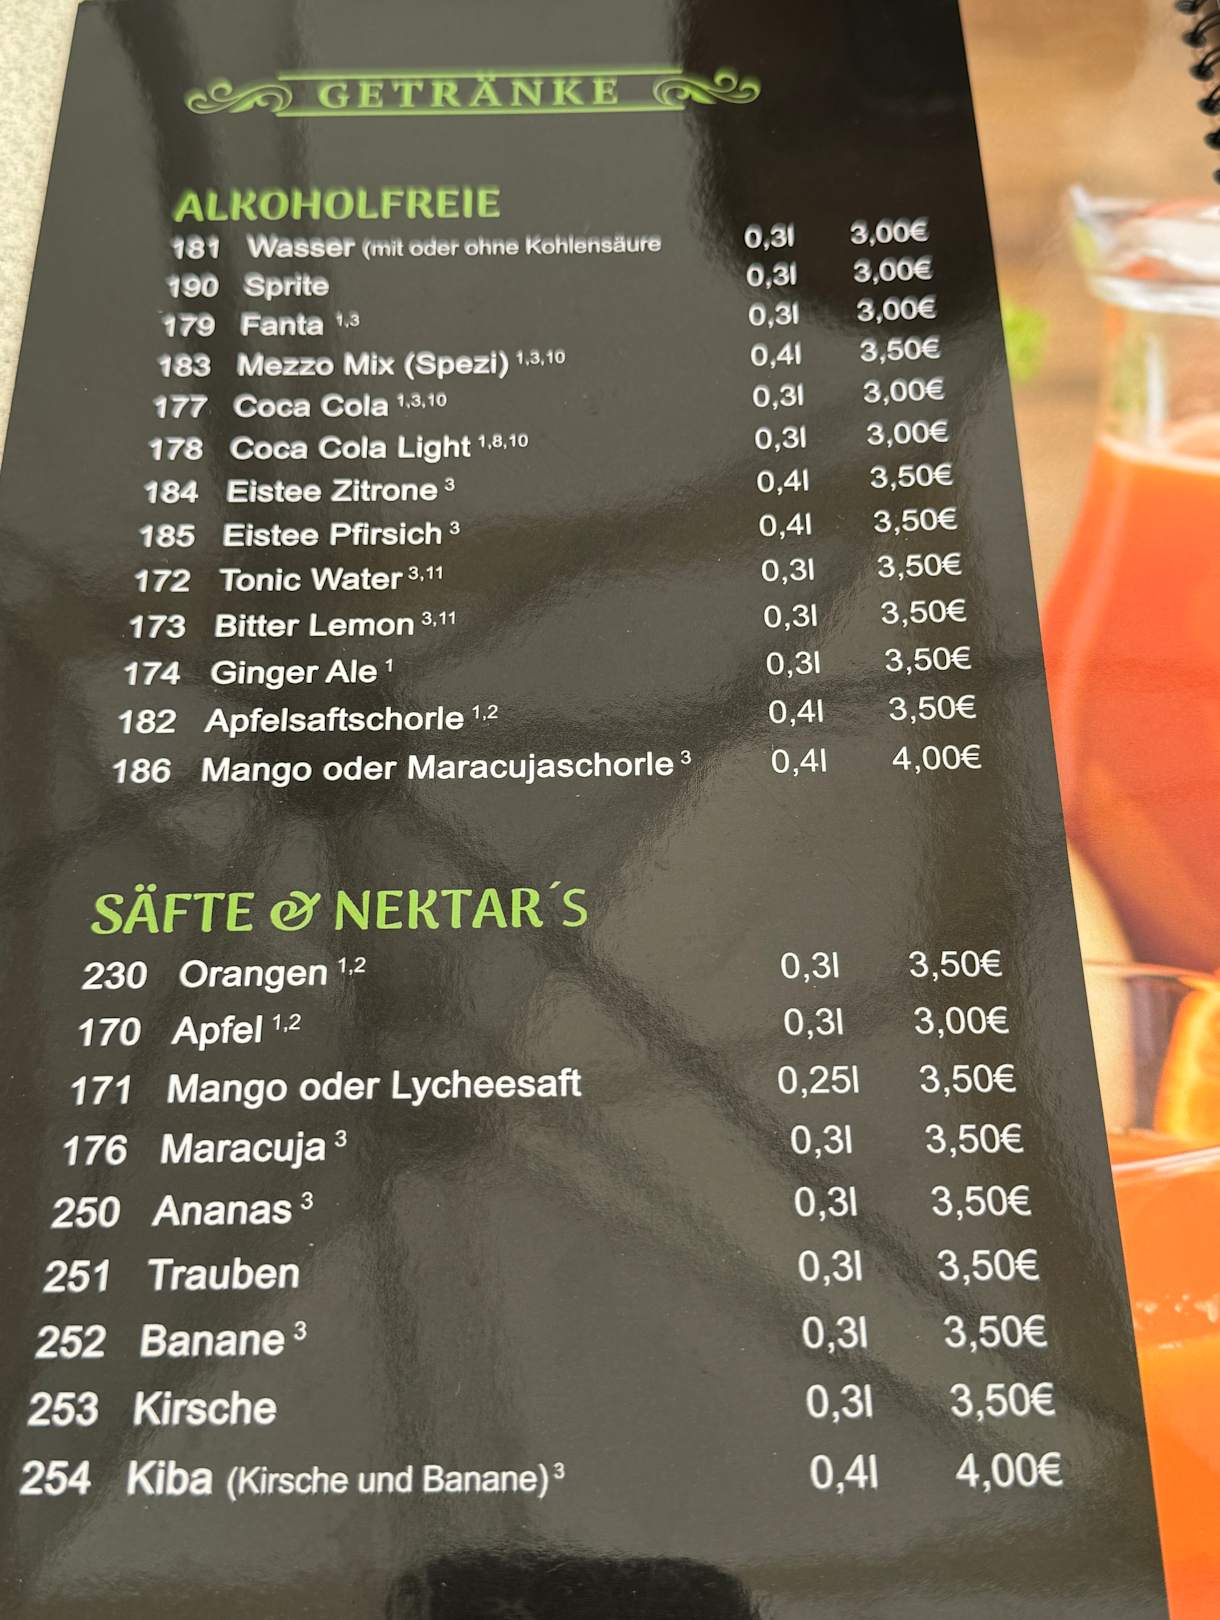 GETRÄNKE
ALKOHOLFREIE
181 Wasser (mit oder ohne Kohlensäure 0,3l 3,00€
190 Sprite 0,3l 3,00€
179 Fanta 1,3 0,3l 3,00€
183 Mezzo Mix (Spezi) 1,3,10 0,4l 3,50€
177 Coca Cola 1,3,10 0,3l 3,00€
178 Coca Cola Light 1,8,10 0,3l 3,00€
184 Eistee Zitrone 3 0,4l 3,50€
185 Eistee Pfirsich 3 0,4l 3,50€
172 Tonic Water 3,11 0,3l 3,50€
173 Bitter Lemon 3,11 0,3l 3,50€
174 Ginger Ale 1 0,3l 3,50€
182 Apfelsaftschorle 1,2 0,4l 3,50€
186 Mango oder Maracujaschorle 3 0,4l 4,00€
SÄFTE & NEKTAR´S
230 Orangen 1,2 0,3l 3,50€
170 Apfel 1,2 0,3l 3,00€
171 Mango oder Lycheesaft 0,25l 3,50€
176 Maracuja 3 0,3l 3,50€
250 Ananas 3 0,3l 3,50€
251 Trauben 0,3l 3,50€
252 Banane 3 0,3l 3,50€
253 Kirsche 0,3l 3,50€
254 Kiba (Kirsche und Banane) 3 0,4l 4,00€